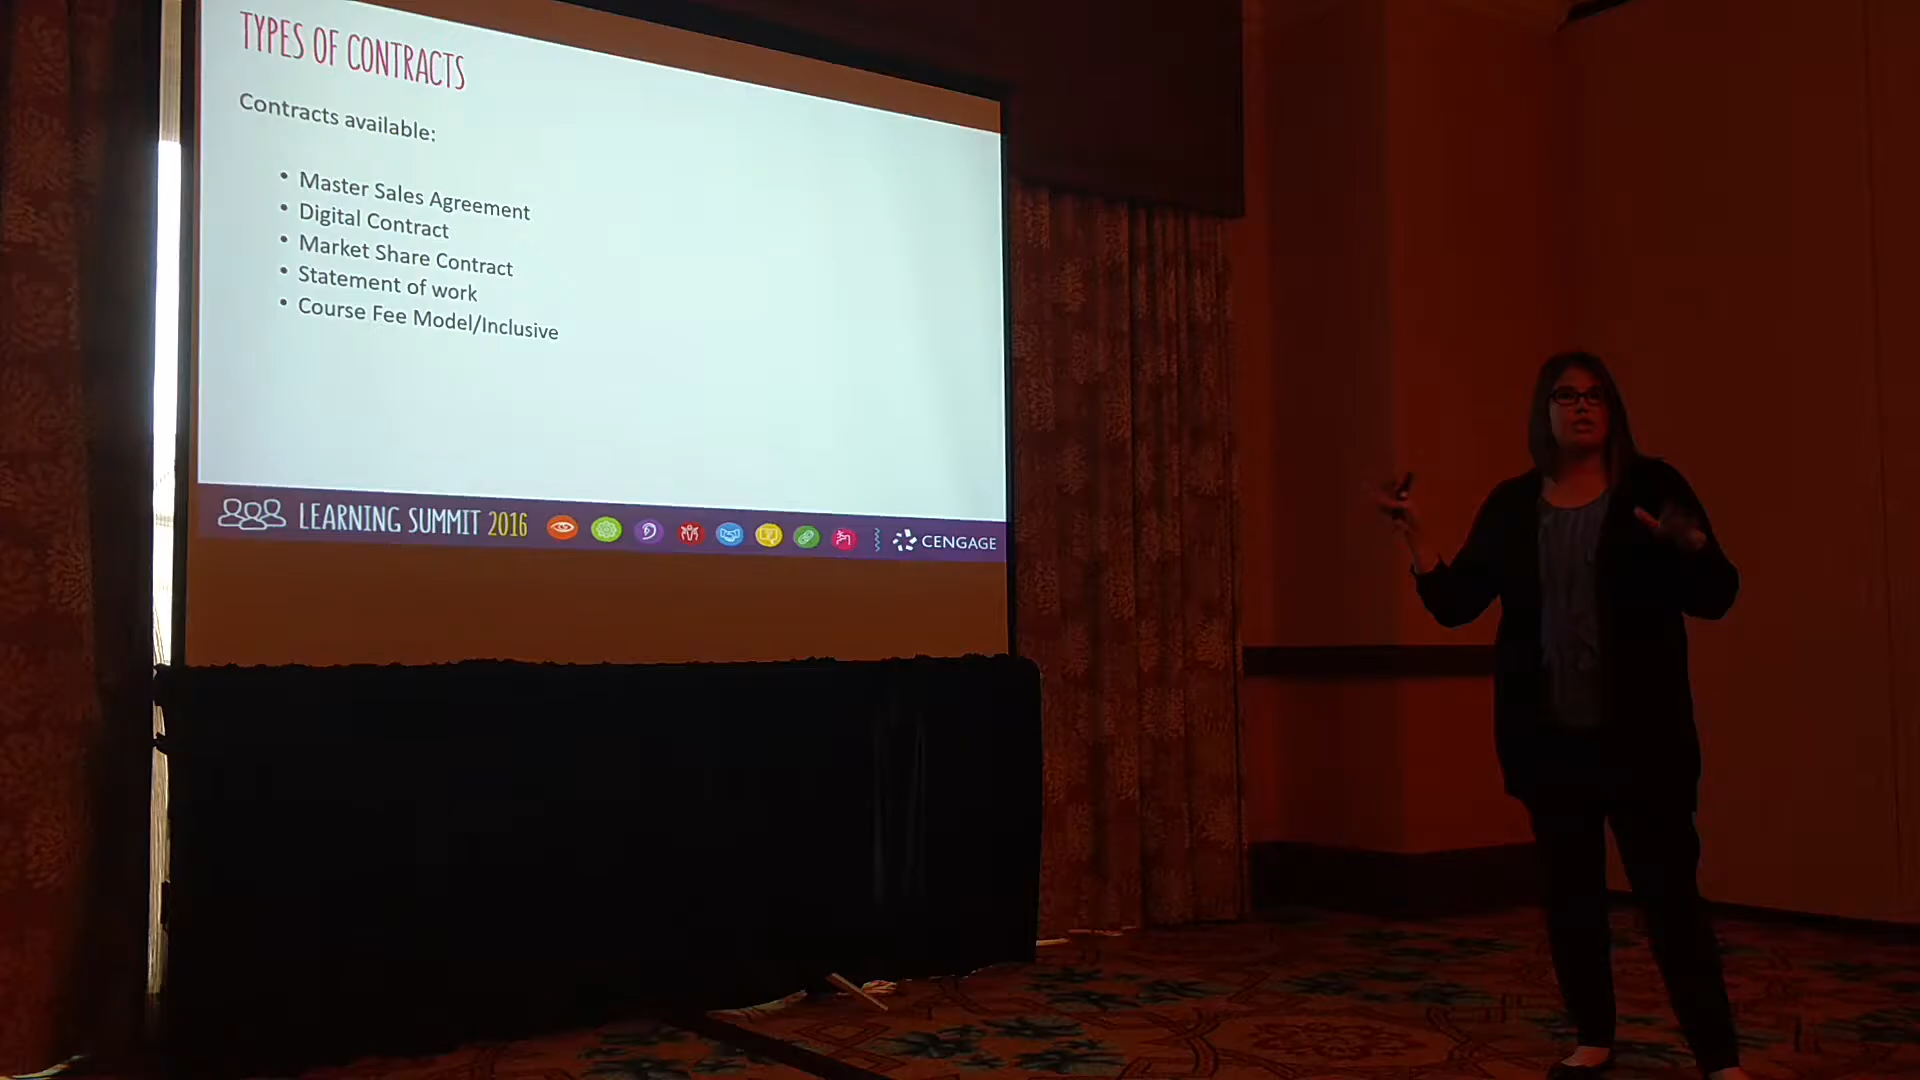 TYPES OF CONTRACTS
Contracts available:
• Master Sales Agreement
• Digital Contract
• Market Share Contract
• Statement of work
• Course Fee Model/Inclusive
LEARNING SUMMIT 2016
CENGAGE